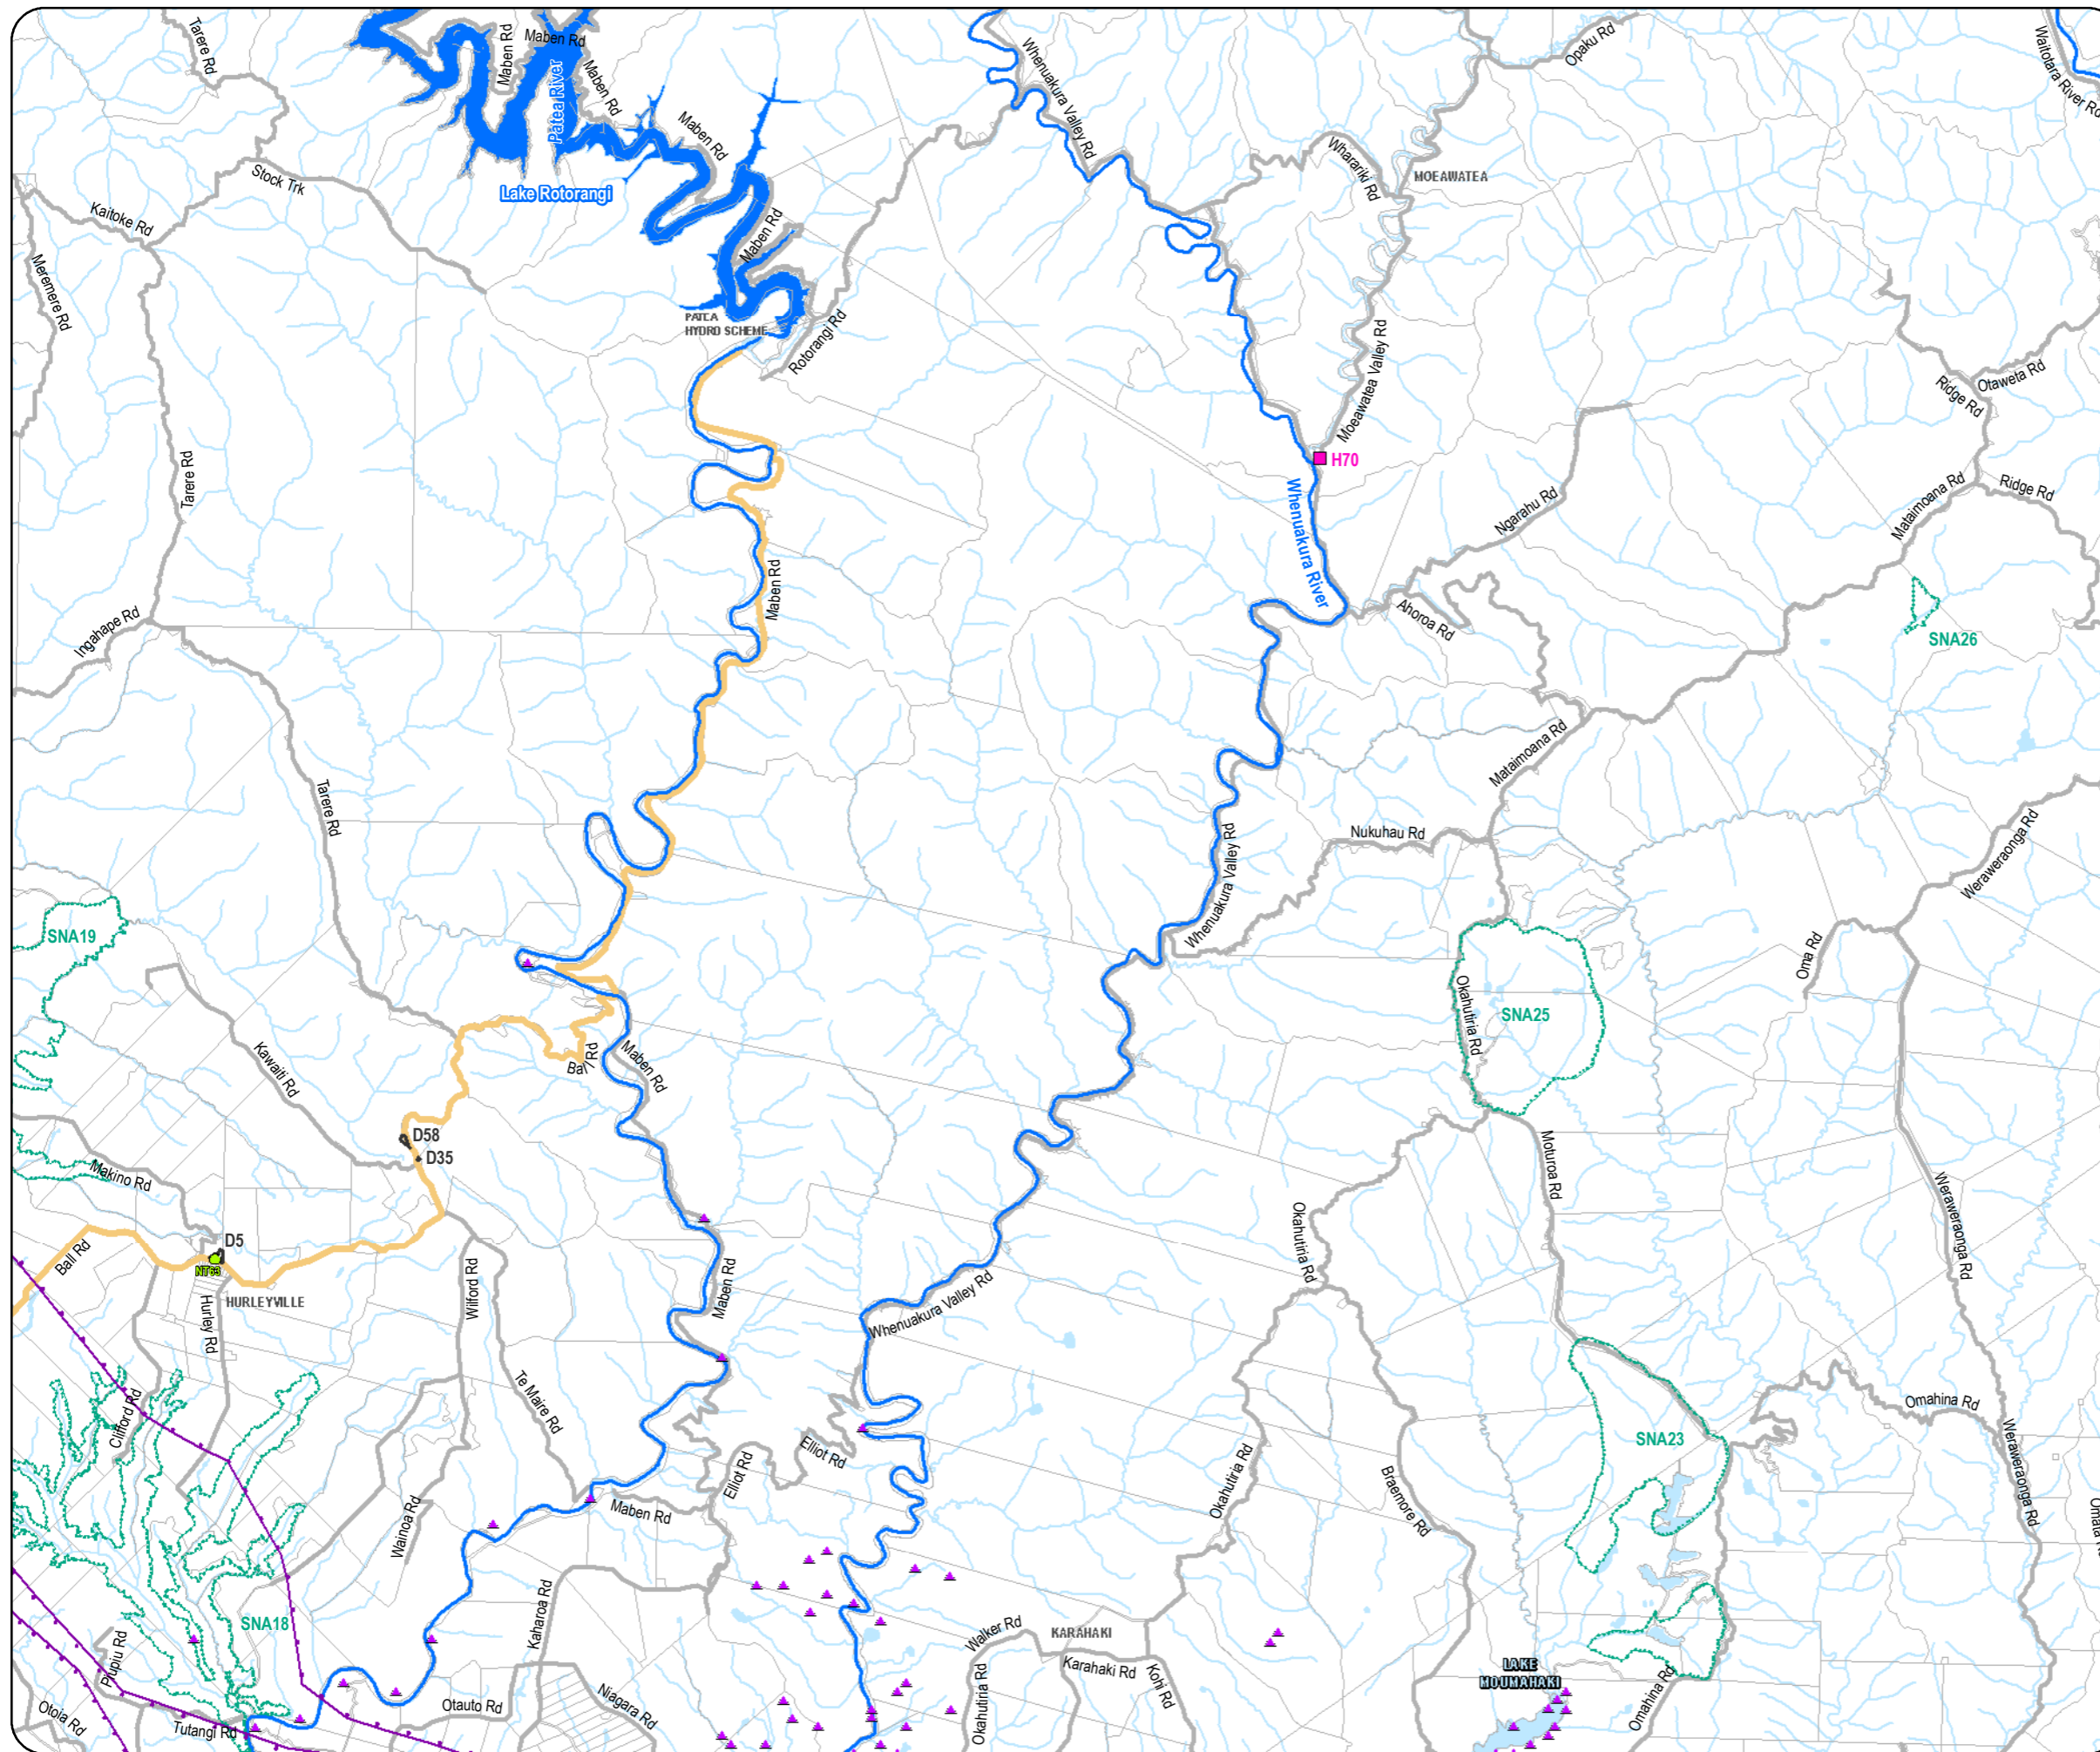 Tarere Rd
Maben Rd
Maben Rd
Patea River
Maben Rd
Maben Rd
Whenuakura Valley Rd
Opaku Rd
Waitotara River Rd
Stock Trk
Lake Rotorangi
Wharariki Rd
MOEAWATEA
Kaitoke Rd
Maben Rd
Meremere Rd
PATEA
HYDRO SCHEME
Rotorangi Rd
Moeawatea Valley Rd
Otaweta Rd
Ridge Rd
H70
Tarere Rd
Whenuakura River
Ngarahu Rd
Mataimoana Rd
Ridge Rd
Maben Rd
Ingahape Rd
Ahoroa Rd
SNA26
Mataimoana Rd
Tarere Rd
Nukuhau Rd
Whenuakura Valley Rd
Weraweraonga Rd
SNA19
Oma Rd
Okahutiria Rd
SNA25
Kawaiti Rd
Ball Rd
Maben Rd
D58
D35
Makino Rd
Moturoa Rd
Okahutiria Rd
Weraweraonga Rd
D5
Ball Rd
NT63
HURLEYVILLE
Hurley Rd
Wilford Rd
Maben Rd
Whenuakura Valley Rd
Clifford Rd
Te Maire Rd
Omahina Rd
SNA23
Elliot Rd
Elliot Rd
Okahutiria Rd
Braemore Rd
Weraweraonga Rd
Wainoa Rd
Maben Rd
SNA18
Kaharoa Rd
Walker Rd
KARAHAKI
Karahaki Rd
Kohi Rd
Okahutiria Rd
LAKE
MOUMAHAKI
Omahina Rd
Piupiu Rd
Otoia Rd
Tutangi Rd
Otauto Rd
Niagara Rd